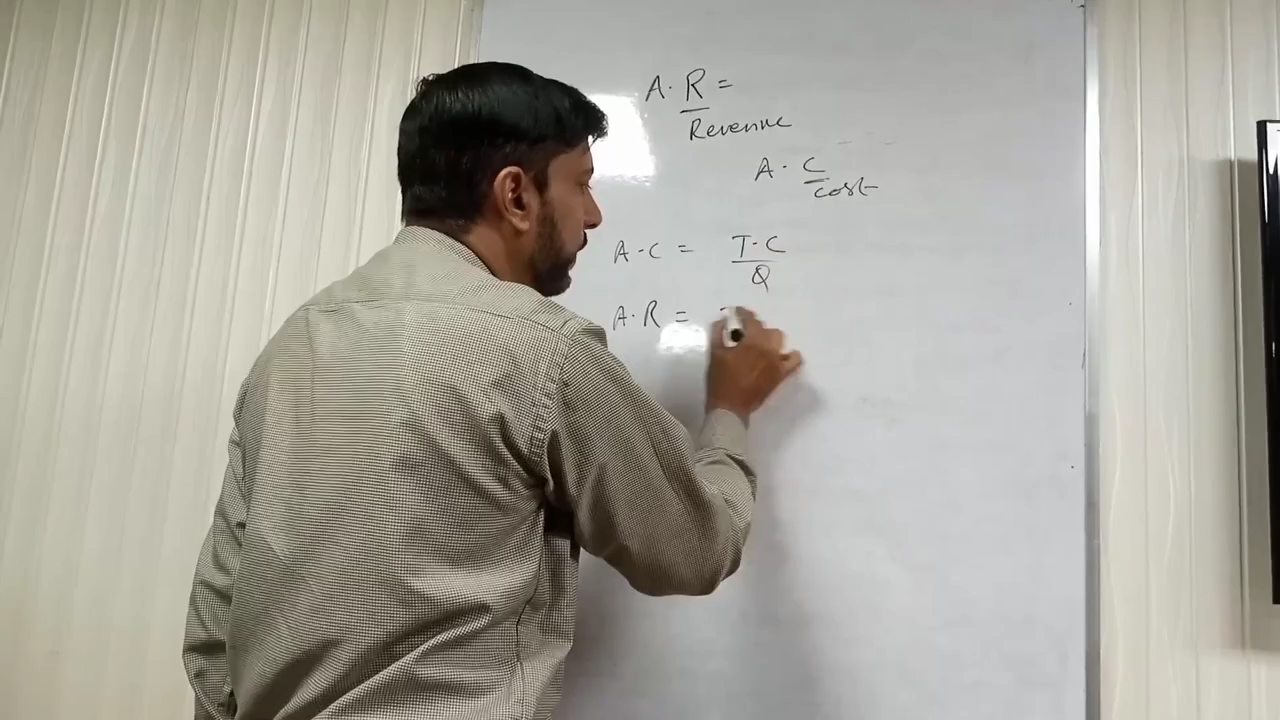 A. R =
Revenue
A. C
cost
A.C = T.C
Q
A.R =